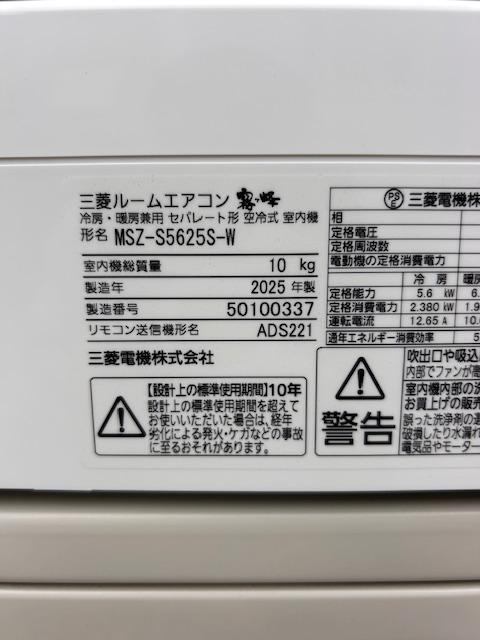 三菱ルームエアコン 霧ヶ峰
冷房・暖房兼用 セパレート形 空冷式 室内機
形名 MSZ-S5625S-W
室内機総質量 10 kg
製造年 2025 年製
製造番号 50100337
リモコン送信機形名 ADS221
三菱電機株式会社
【設計上の標準使用期間】10年
設計上の標準使用期間を超えて
お使いいただいた場合は、経年
劣化による発火・ケガなどの事故
に至るおそれがあります。
PS
E
三菱電機株
相
定格電圧
定格周波数
電動機の定格消費電力
冷房 暖房
定格能力 5.6 kW 6.
定格消費電力 2.380 kW 1.9
運転電流 12.65 A 10.
通年エネルギー消費効率 5
警告
吹出口や吸込
内部でファンが高
室内機内部の洗
お買上げの販売
誤った洗浄剤の選
破損したり水漏れ
電気品やモーター